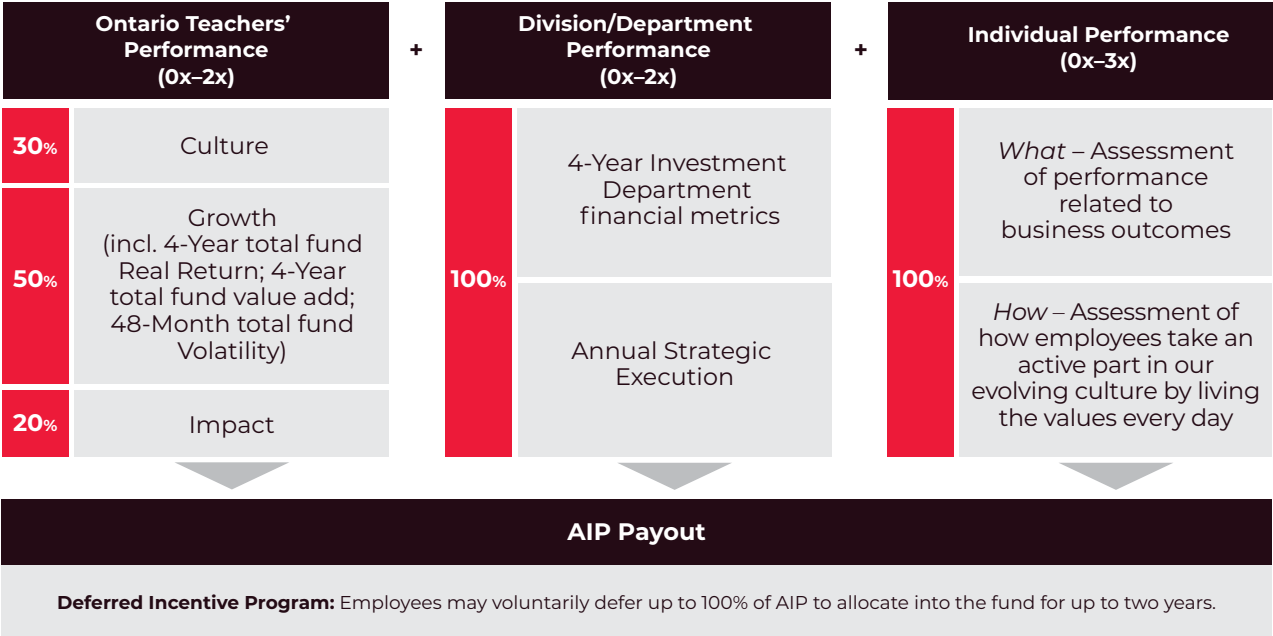 Ontario Teachers’
Performance
(0x–2x)
+
Division/Department
Performance
(0x–2x)
+
Individual Performance
(0x–3x)
30%
Culture
50%
Growth
(incl. 4-Year total fund
Real Return; 4-Year
total fund value add;
48-Month total fund
Volatility)
20%
Impact
100%
4-Year Investment
Department
financial metrics
Annual Strategic
Execution
100%
What – Assessment
of performance
related to
business outcomes
How – Assessment of
how employees take an
active part in our
evolving culture by living
the values every day
AIP Payout
Deferred Incentive Program: Employees may voluntarily defer up to 100% of AIP to allocate into the fund for up to two years.